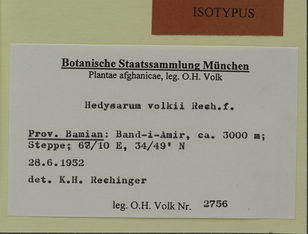 ISOTYPUS
Botanische Staatssammlung München
Plantae afghanicae, leg. O.H. Volk
Hedysarum volkii Rech.f.
Prov. Bamian: Band-i-Amir, ca. 3000 m;
Steppe; 67/10 E, 34/49' N
28.6.1952
det. K.H. Rechinger
leg. O.H. Volk Nr. 2756